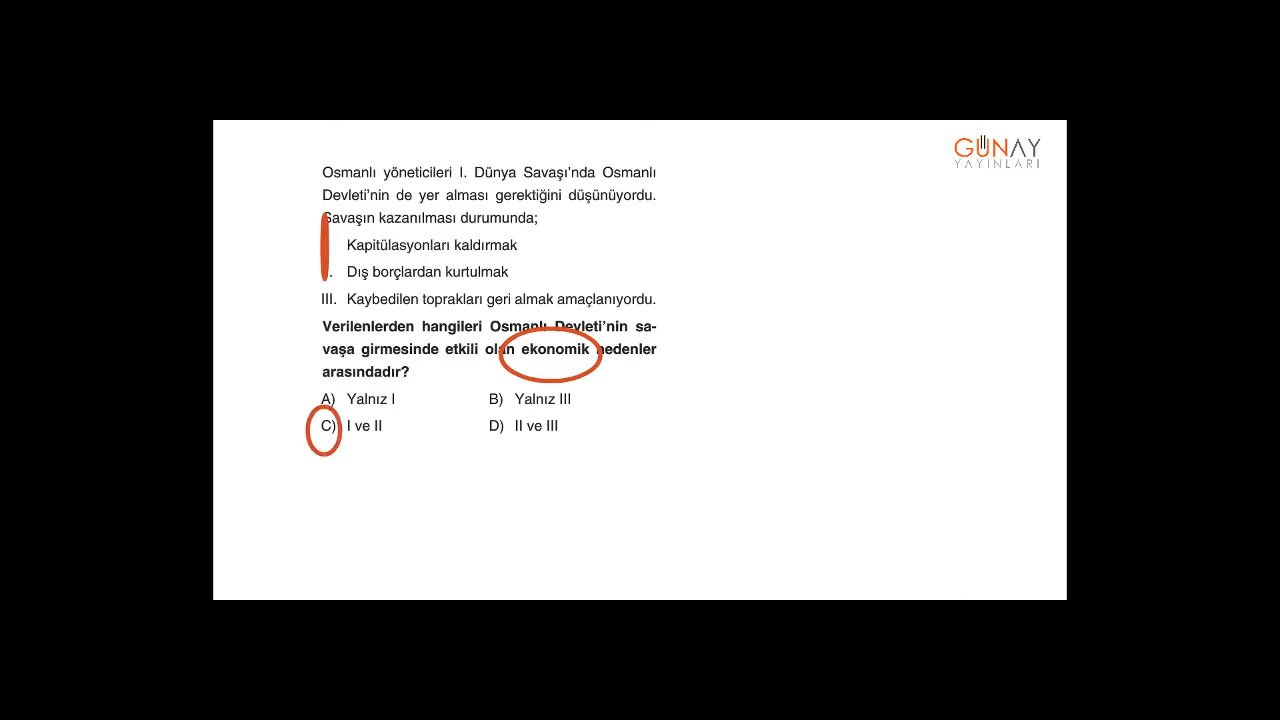 GÜNAY
YAYINLARI
Osmanlı yöneticileri I. Dünya Savaşı'nda Osmanlı
Devleti'nin de yer alması gerektiğini düşünüyordu.
Savaşın kazanılması durumunda;
Kapitülasyonları kaldırmak
Dış borçlardan kurtulmak
III. Kaybedilen toprakları geri almak amaçlanıyordu.
Verilenlerden hangileri Osmanlı Devleti'nin sa-
vaşa girmesinde etkili olan ekonomik nedenler
arasındadır?
A) Yalnız I B) Yalnız III
C) I ve II D) II ve III